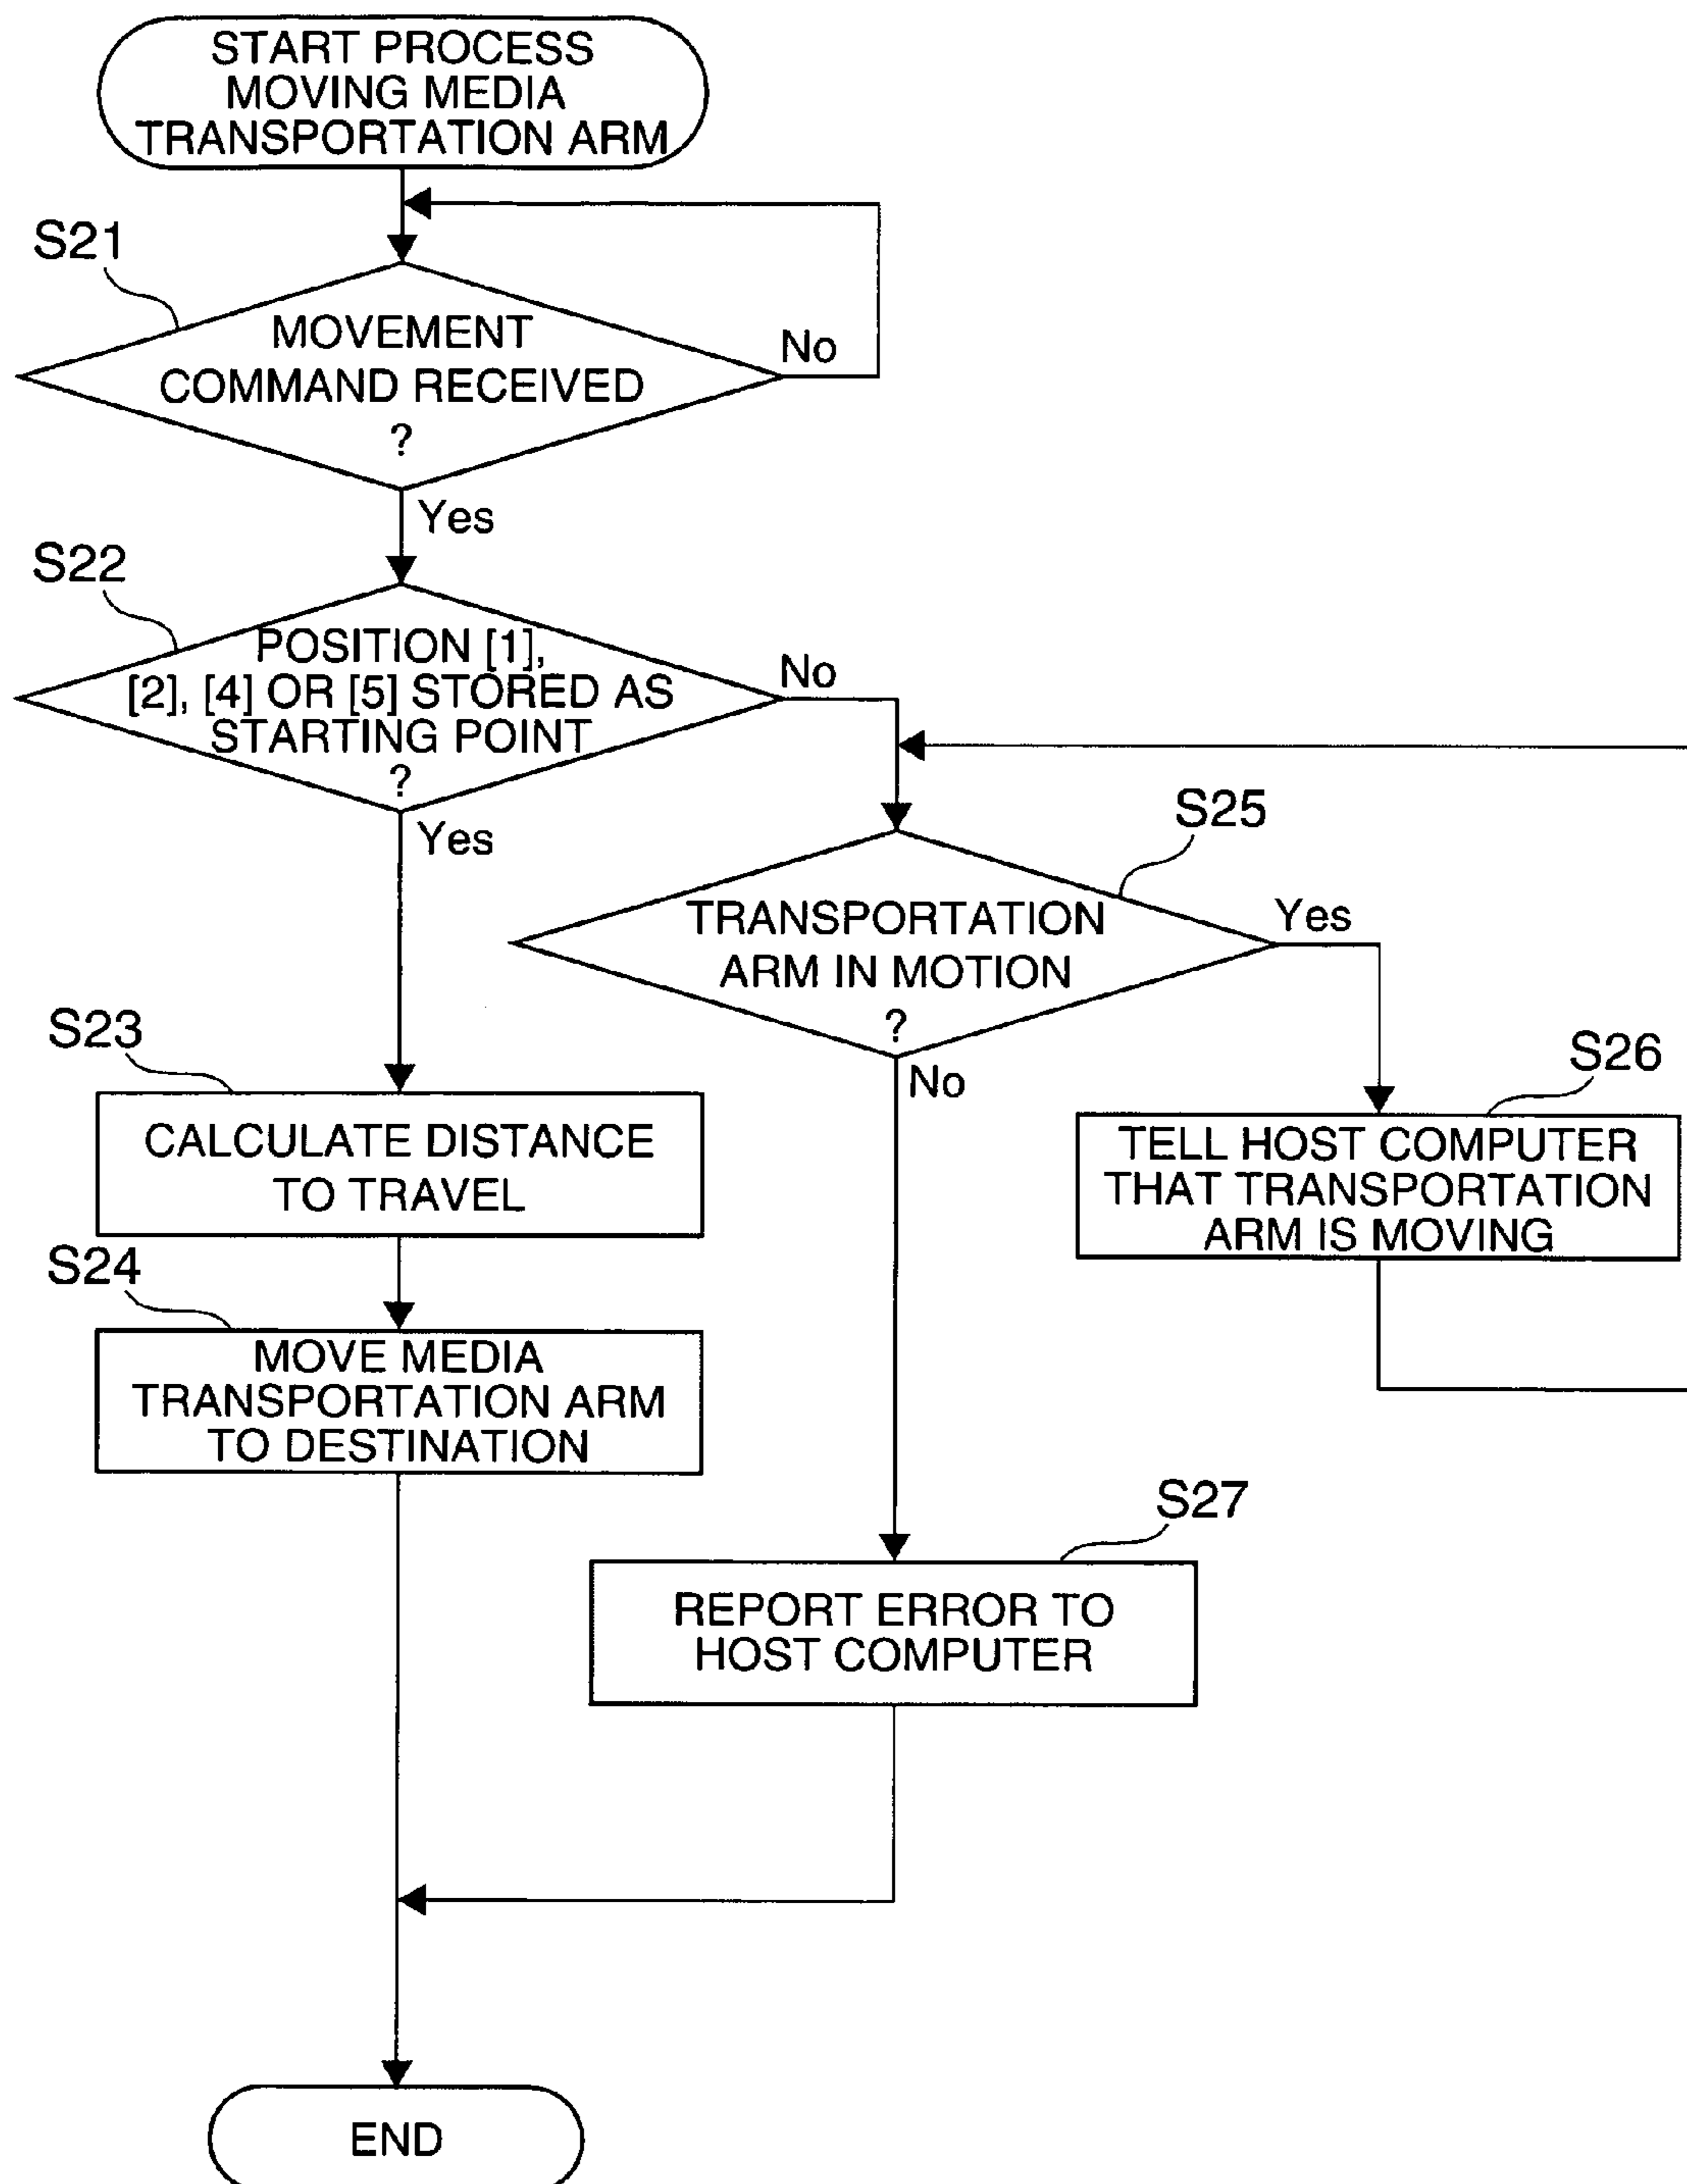 START PROCESS
MOVING MEDIA
TRANSPORTATION ARM
S21
MOVEMENT
COMMAND RECEIVED
?
No
Yes
S22
POSITION [1],
[2], [4] OR [5] STORED AS
STARTING POINT
?
No
Yes
S25
TRANSPORTATION
ARM IN MOTION
?
Yes
No
S23
CALCULATE DISTANCE
TO TRAVEL
S26
TELL HOST COMPUTER
THAT TRANSPORTATION
ARM IS MOVING
S24
MOVE MEDIA
TRANSPORTATION ARM
TO DESTINATION
S27
REPORT ERROR TO
HOST COMPUTER
END